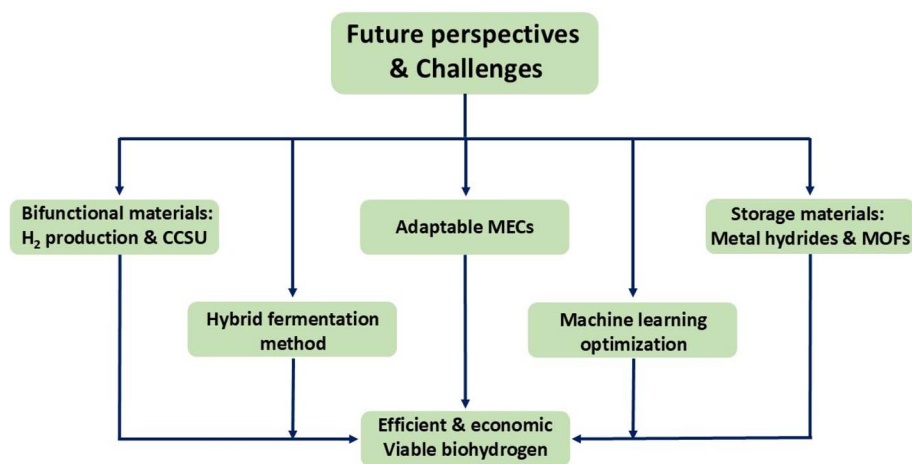 Future perspectives
& Challenges
Bifunctional materials:
H₂ production & CCSU
Adaptable MECs
Storage materials:
Metal hydrides & MOFs
Hybrid fermentation
method
Machine learning
optimization
Efficient & economic
Viable biohydrogen